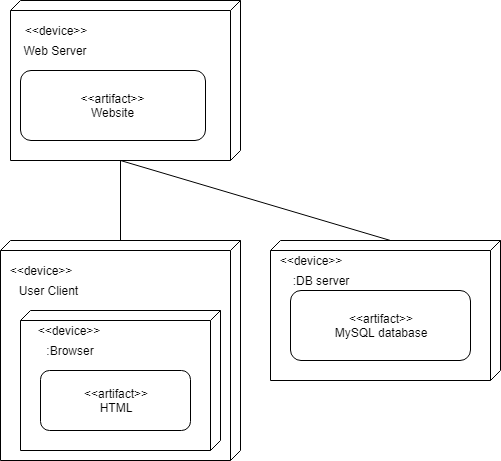 <<device>>
Web Server
<<artifact>>
Website
<<device>>
User Client
<<device>>
:Browser
<<artifact>>
HTML
<<device>>
:DB server
<<artifact>>
MySQL database